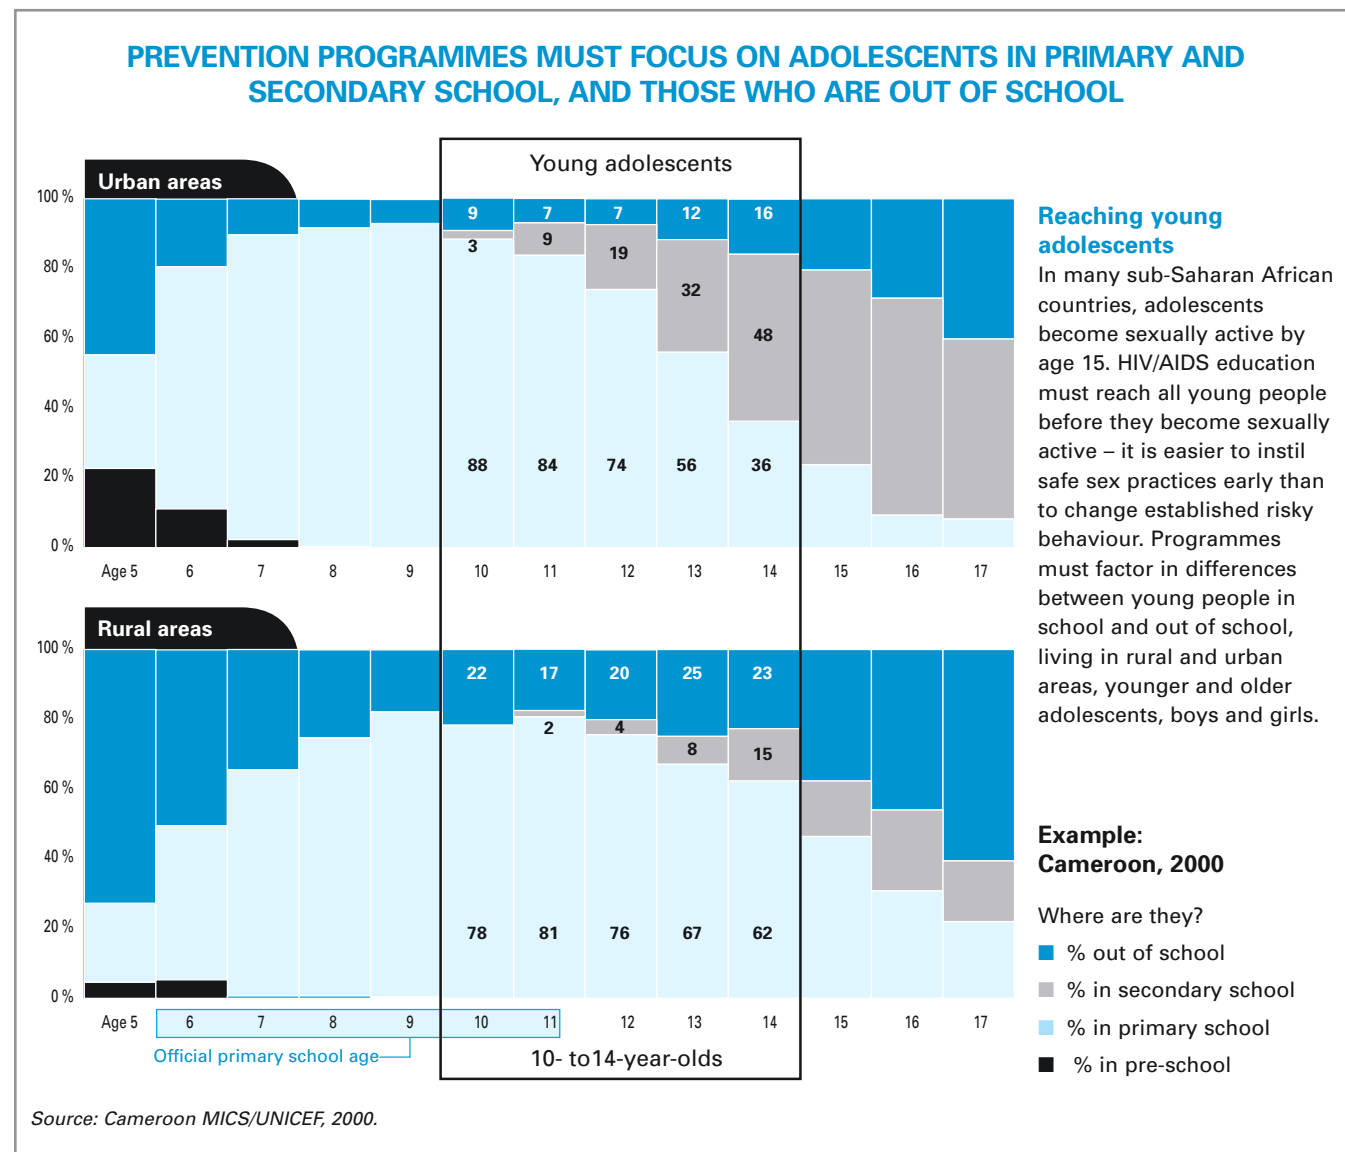 PREVENTION PROGRAMMES MUST FOCUS ON ADOLESCENTS IN PRIMARY AND
SECONDARY SCHOOL, AND THOSE WHO ARE OUT OF SCHOOL
Young adolescents
Urban areas
100 %
80 %
60 %
40 %
20 %
0 %
9 7 7 12 16
3 9 19 32 48
88 84 74 56 36
Age 5 6 7 8 9 10 11 12 13 14 15 16 17
Rural areas
100 %
80 %
60 %
40 %
20 %
0 %
22 17 20 25 23
2 4 8 15
78 81 76 67 62
Age 5 6 7 8 9 10 11 12 13 14 15 16 17
Official primary school age
10- to14-year-olds
Reaching young
adolescents
In many sub-Saharan African
countries, adolescents
become sexually active by
age 15. HIV/AIDS education
must reach all young people
before they become sexually
active – it is easier to instil
safe sex practices early than
to change established risky
behaviour. Programmes
must factor in differences
between young people in
school and out of school,
living in rural and urban
areas, younger and older
adolescents, boys and girls.
Example:
Cameroon, 2000
Where are they?
% out of school
% in secondary school
% in primary school
% in pre-school
Source: Cameroon MICS/UNICEF, 2000.